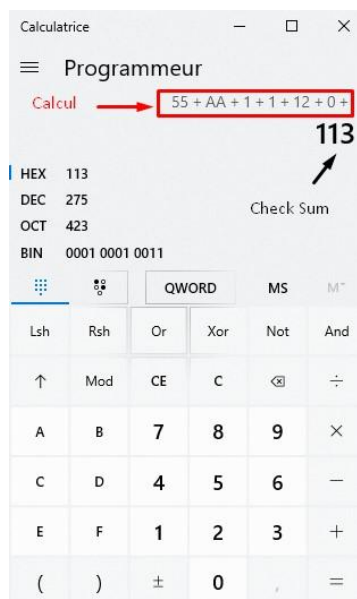 Calculatrice
Programmeur
Calcul 55 + AA + 1 + 1 + 12 + 0 +
113
HEX 113
DEC 275
Check Sum
OCT 423
BIN 0001 0001 0011
QWORD MS M˅
Lsh Rsh Or Xor Not And
↑ Mod CE C ⌫ ÷
A B 7 8 9 ×
C D 4 5 6 −
E F 1 2 3 +
( ) ± 0 , =